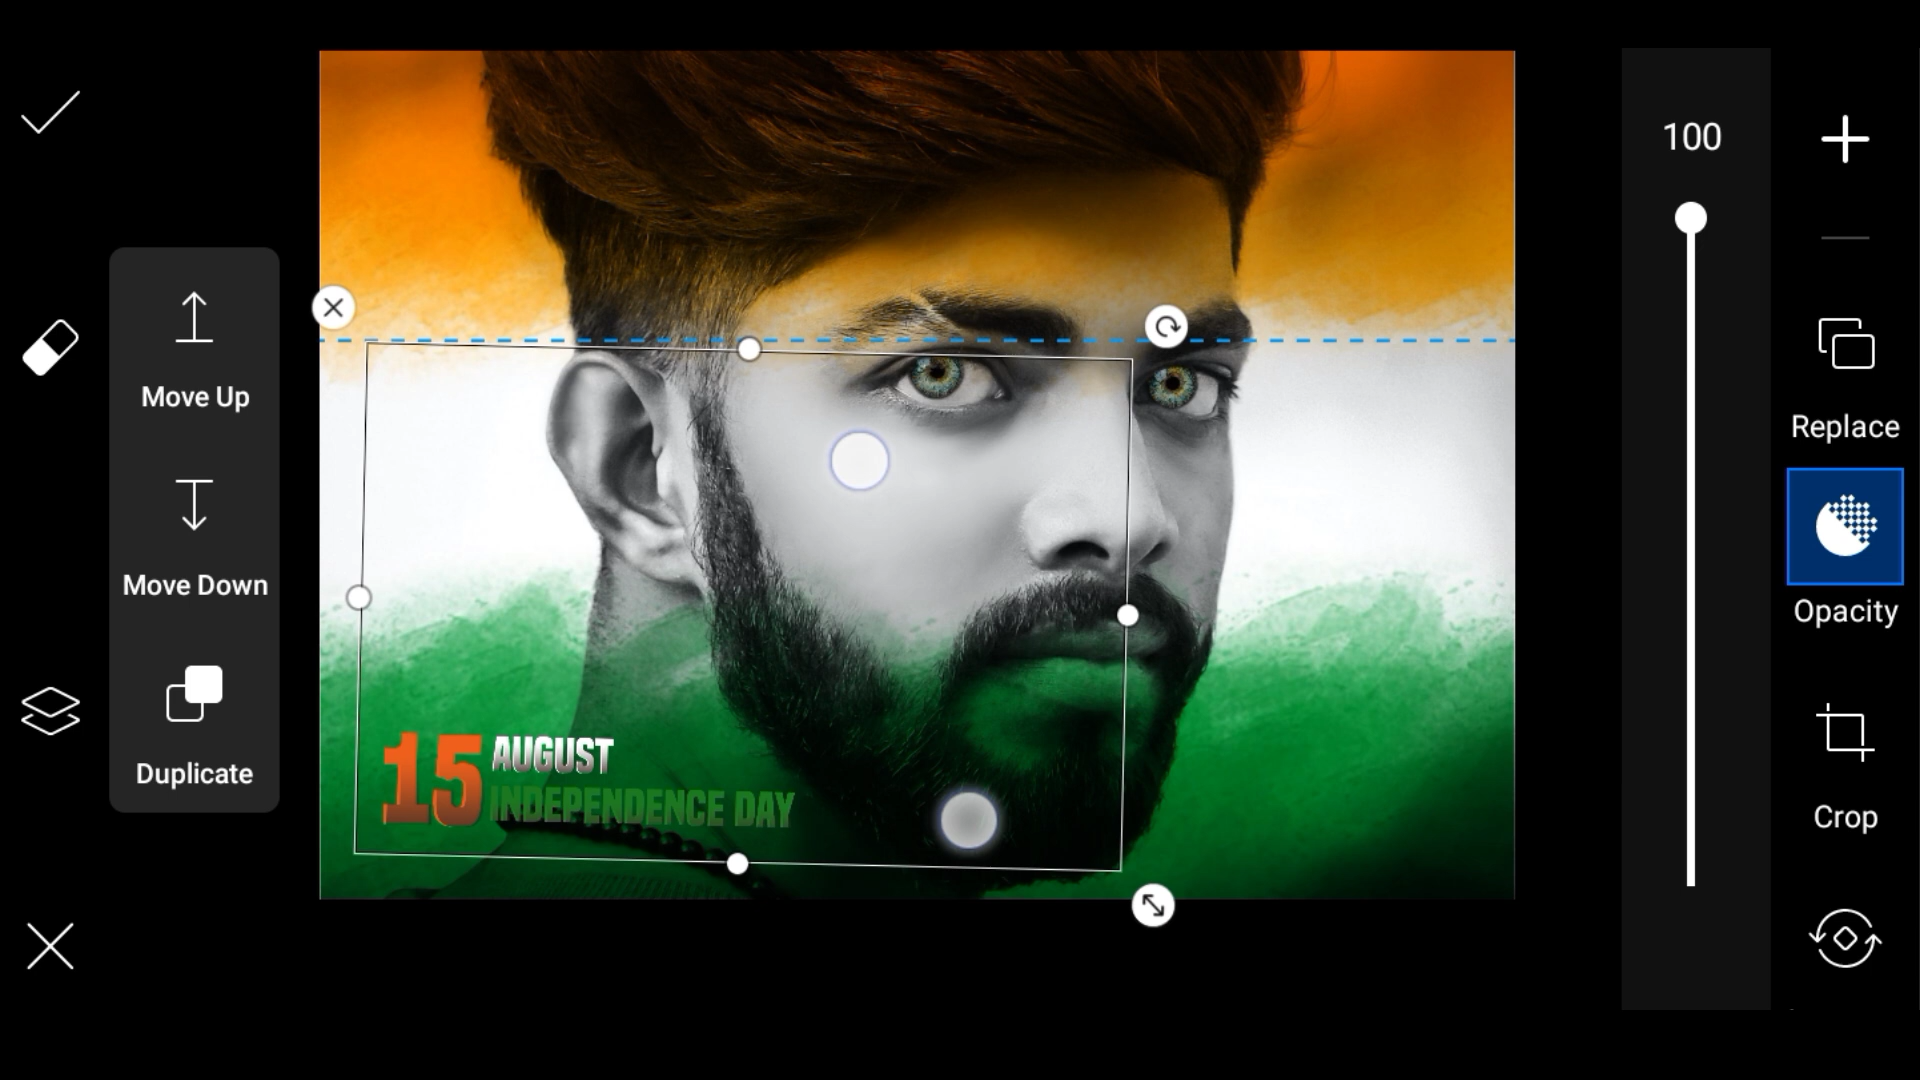 100
Move Up
Replace
Move Down
Opacity
15 AUGUST
INDEPENDENCE DAY
Duplicate
Crop